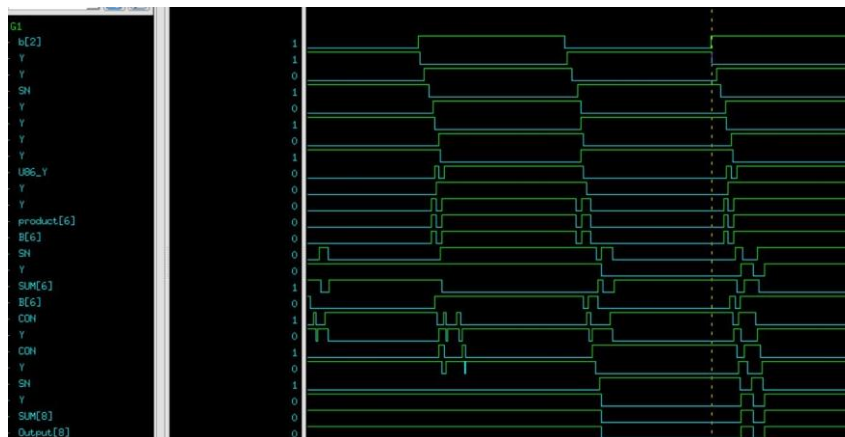 G1
b[2] 1
Y 1
Y 0
SN 1
Y 0
Y 1
Y 0
Y 1
U86_Y 0
Y 0
Y 0
product[6] 0
B[6] 0
SN 0
Y 0
SUM[6] 1
B[6] 0
CON 1
Y 0
CON 1
Y 0
SN 1
Y 0
SUM[8] 0
Output[8] 0